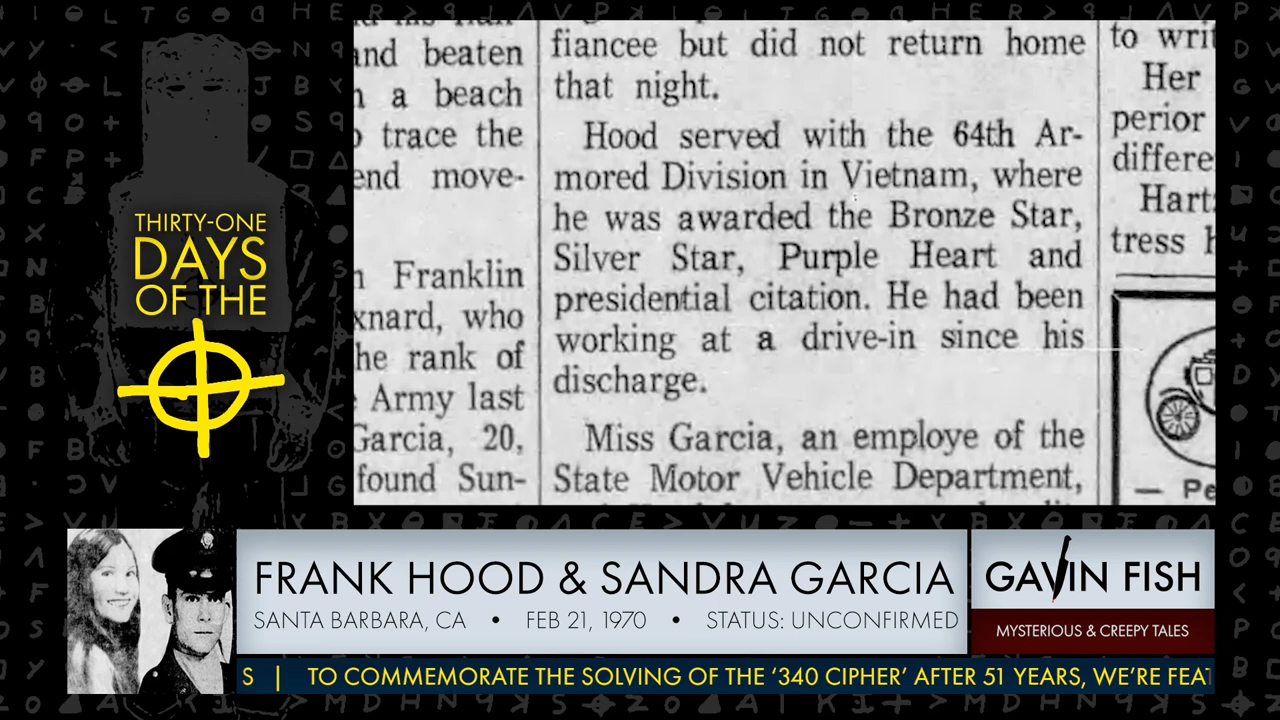 THIRTY-ONE
DAYS
OF THE
and beaten
a beach
trace the
end move-
Franklin
xnard, who
he rank of
Army last
Garcia, 20,
found Sun-
fiancee but did not return home
that night.
Hood served with the 64th Ar-
mored Division in Vietnam, where
he was awarded the Bronze Star,
Silver Star, Purple Heart and
presidential citation. He had been
working at a drive-in since his
discharge.
Miss Garcia, an employe of the
State Motor Vehicle Department,
to writ
Her
perior
differe
Hart
tress
— Pe
FRANK HOOD & SANDRA GARCIA
SANTA BARBARA, CA • FEB 21, 1970 • STATUS: UNCONFIRMED
GAVIN FISH
MYSTERIOUS & CREEPY TALES
S | TO COMMEMORATE THE SOLVING OF THE ‘340 CIPHER’ AFTER 51 YEARS, WE’RE FEAT